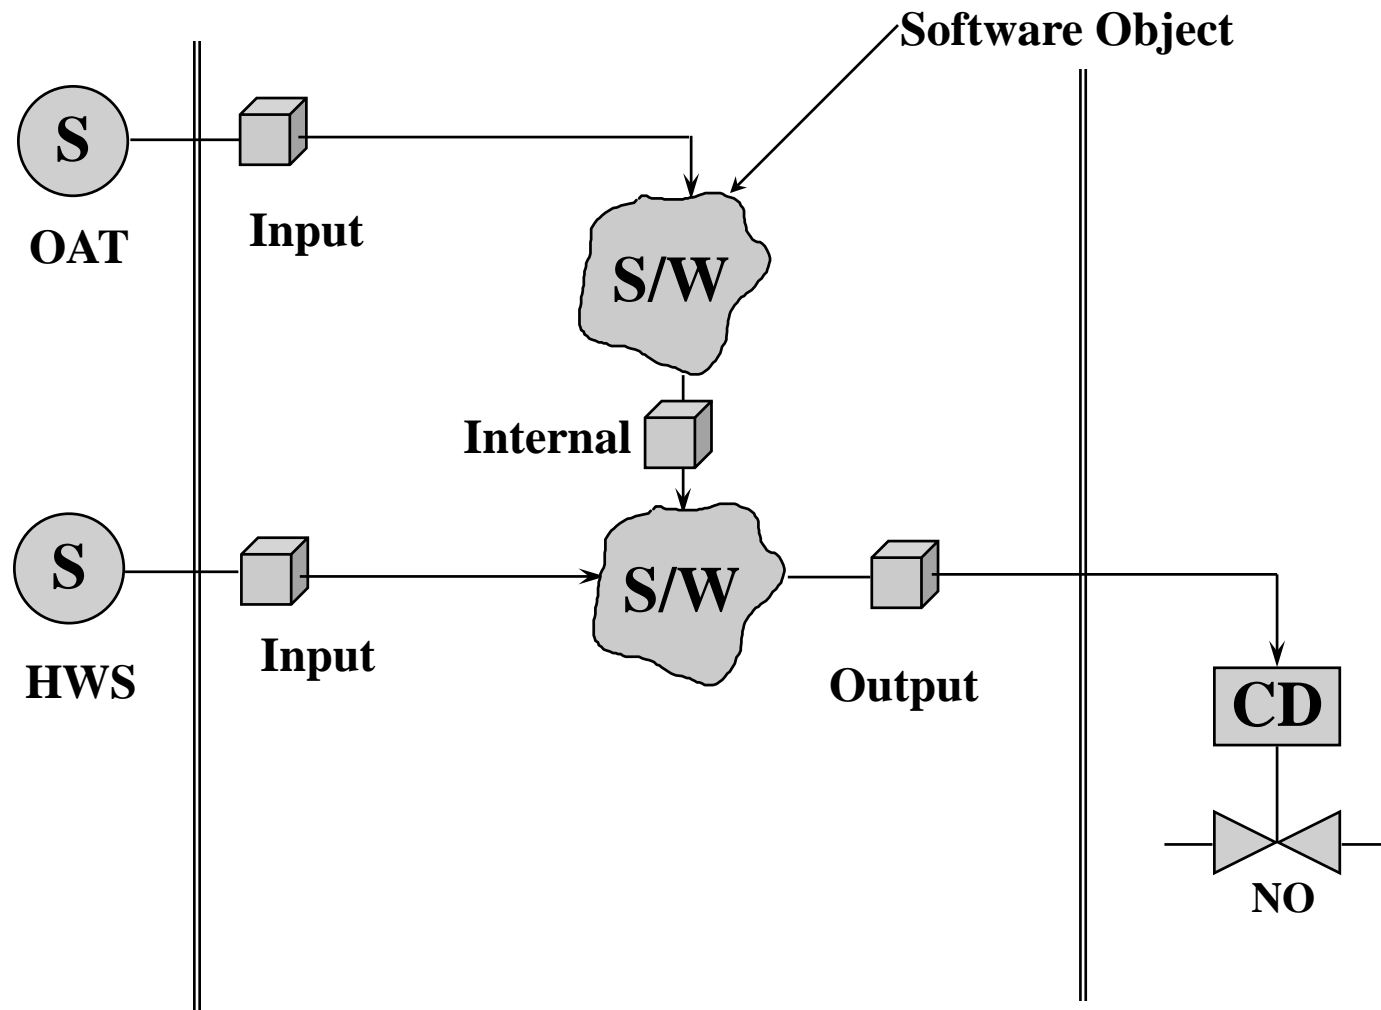 Software Object
S
OAT
Input
S/W
Internal
S
HWS
Input
S/W
Output
CD
NO